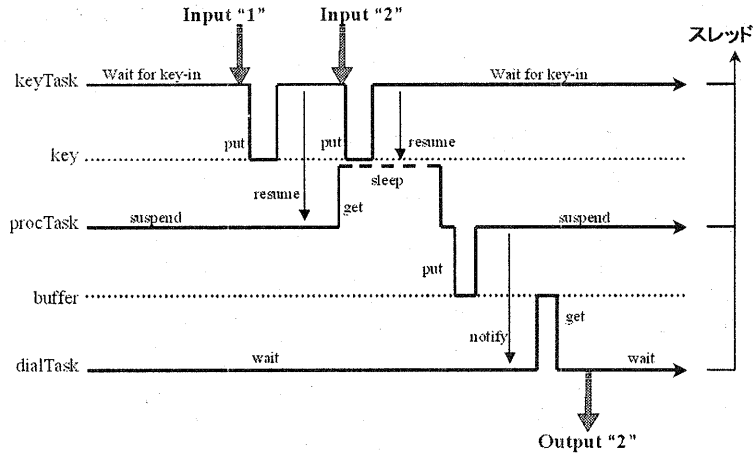 Input “1”
Input “2”
スレッド
Wait for key-in
Wait for key-in
keyTask
put
put
resume
key
sleep
resume
get
suspend
suspend
procTask
put
buffer
get
notify
wait
wait
dialTask
Output “2”